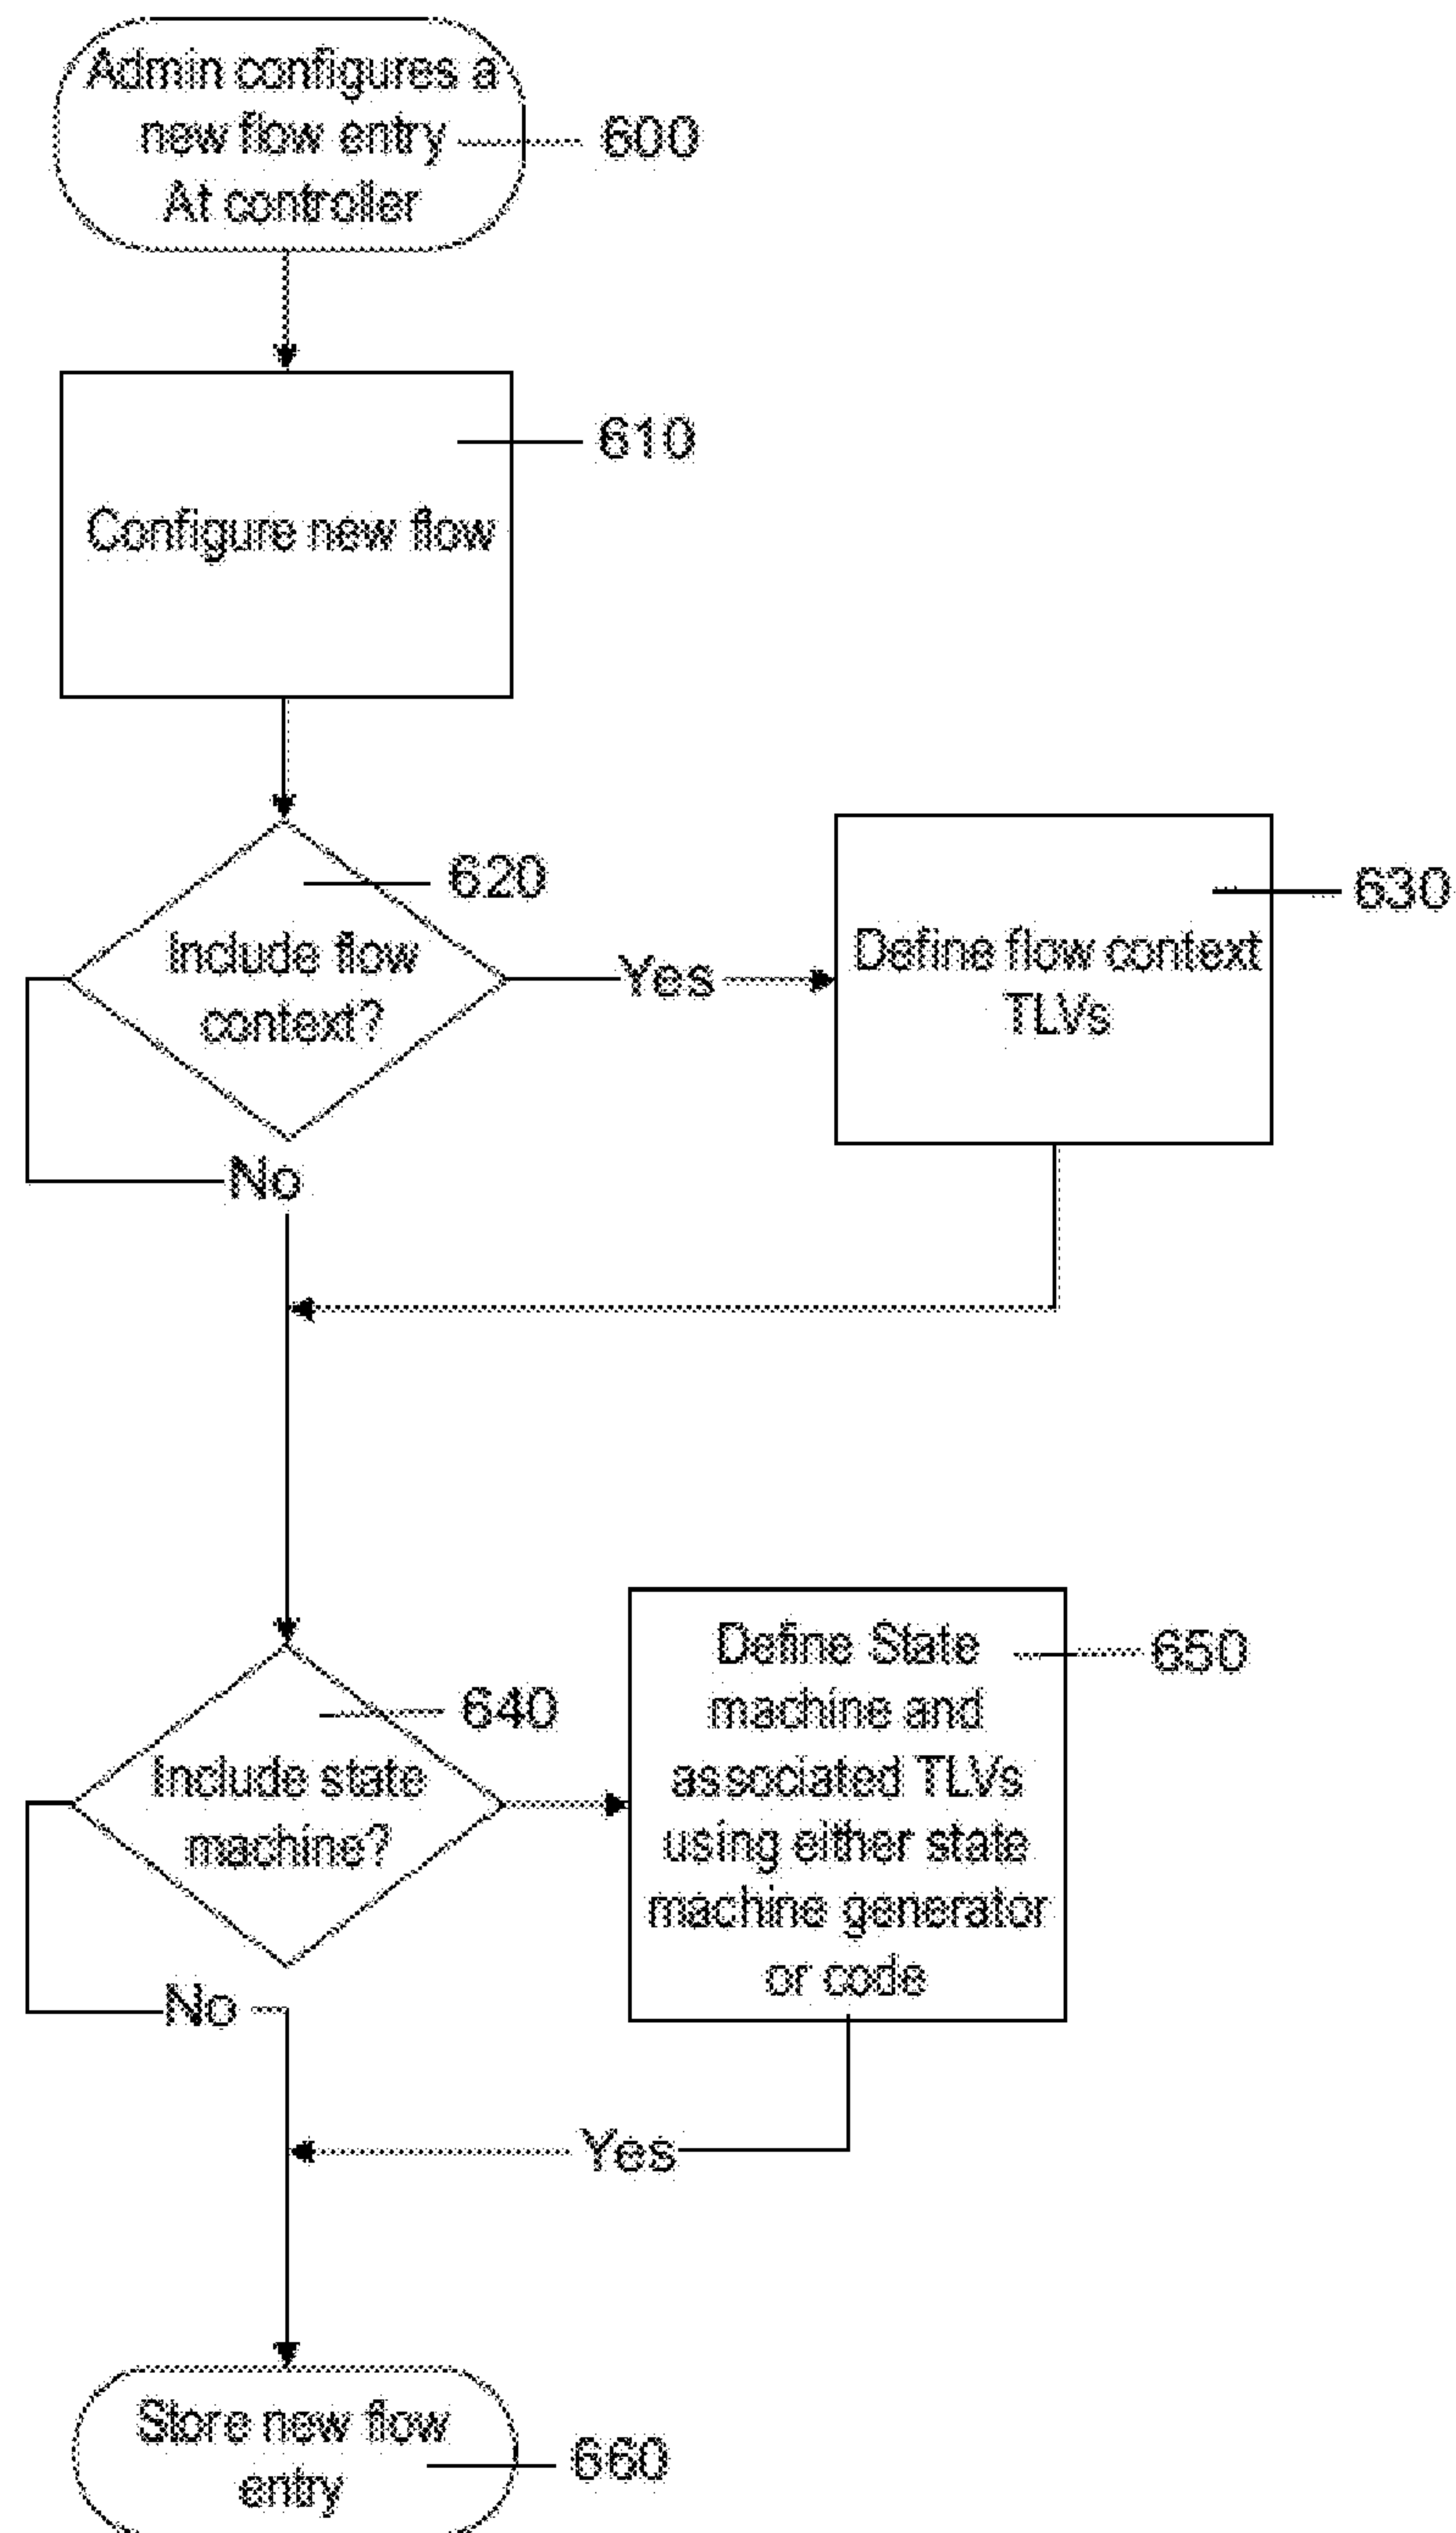 Admin configures a
new flow entry
At controller
600
610
Configure new flow
620
Include flow
context?
Yes
630
Define flow context
TLVs
No
640
Include state
machine?
650
Define State
machine and
associated TLVs
using either state
machine generator
or code
No
Yes
Store new flow
entry
660